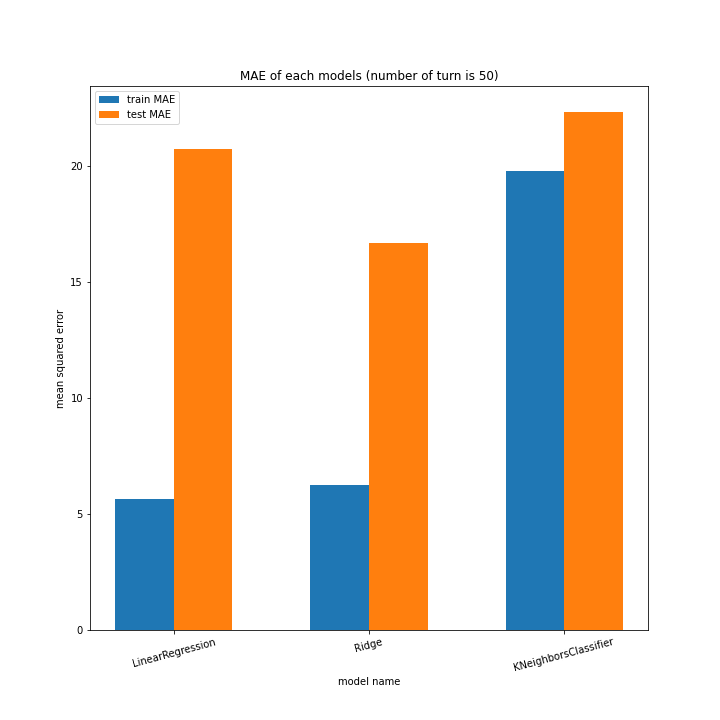 MAE of each models (number of turn is 50)
train MAE
test MAE
mean squared error
20
15
10
5
0
LinearRegression
Ridge
KNeighborsClassifier
model name